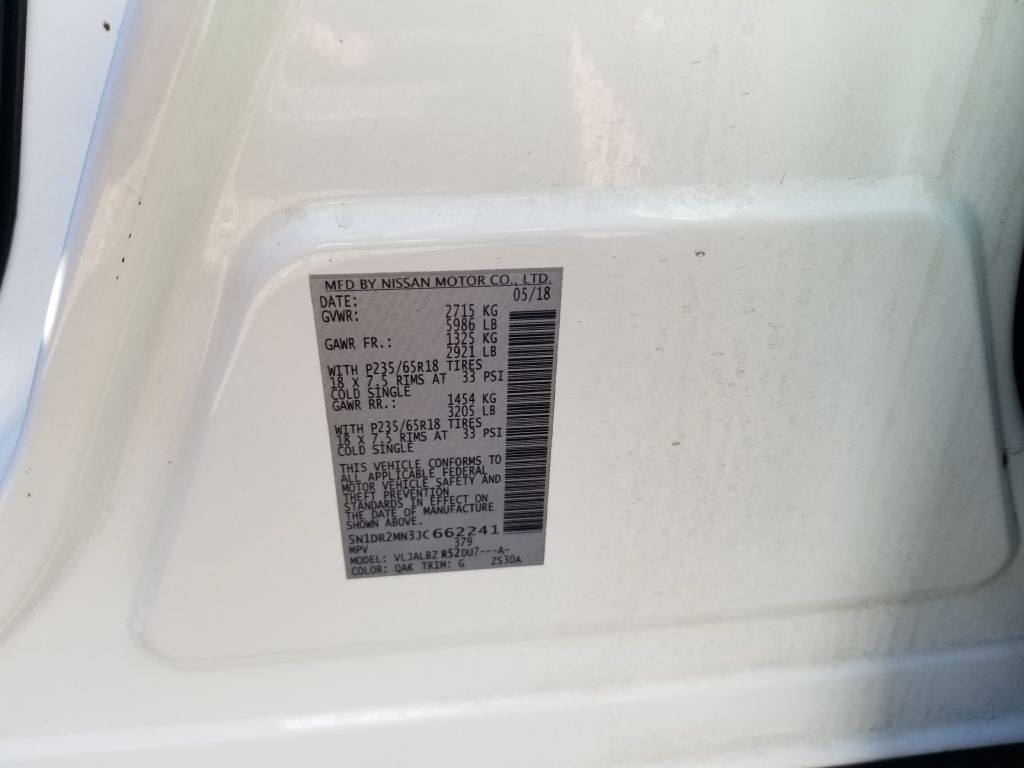 MFD BY NISSAN MOTOR CO., LTD.
DATE: 05/18
GVWR: 2715 KG
5986 LB
GAWR FR.: 1325 KG
2921 LB
WITH P235/65R18 TIRES
18 X 7.5 RIMS AT 33 PSI
COLD SINGLE
GAWR RR.: 1454 KG
3205 LB
WITH P235/65R18 TIRES
18 X 7.5 RIMS AT 33 PSI
COLD SINGLE
THIS VEHICLE CONFORMS TO
ALL APPLICABLE FEDERAL
MOTOR VEHICLE SAFETY AND
THEFT PREVENTION
STANDARDS IN EFFECT ON
THE DATE OF MANUFACTURE
SHOWN ABOVE.
5N1DR2MN3JC662241
MPV 379
MODEL: VLJALBZ R52DU7---A-
COLOR: QAK TRIM: G ZS30A